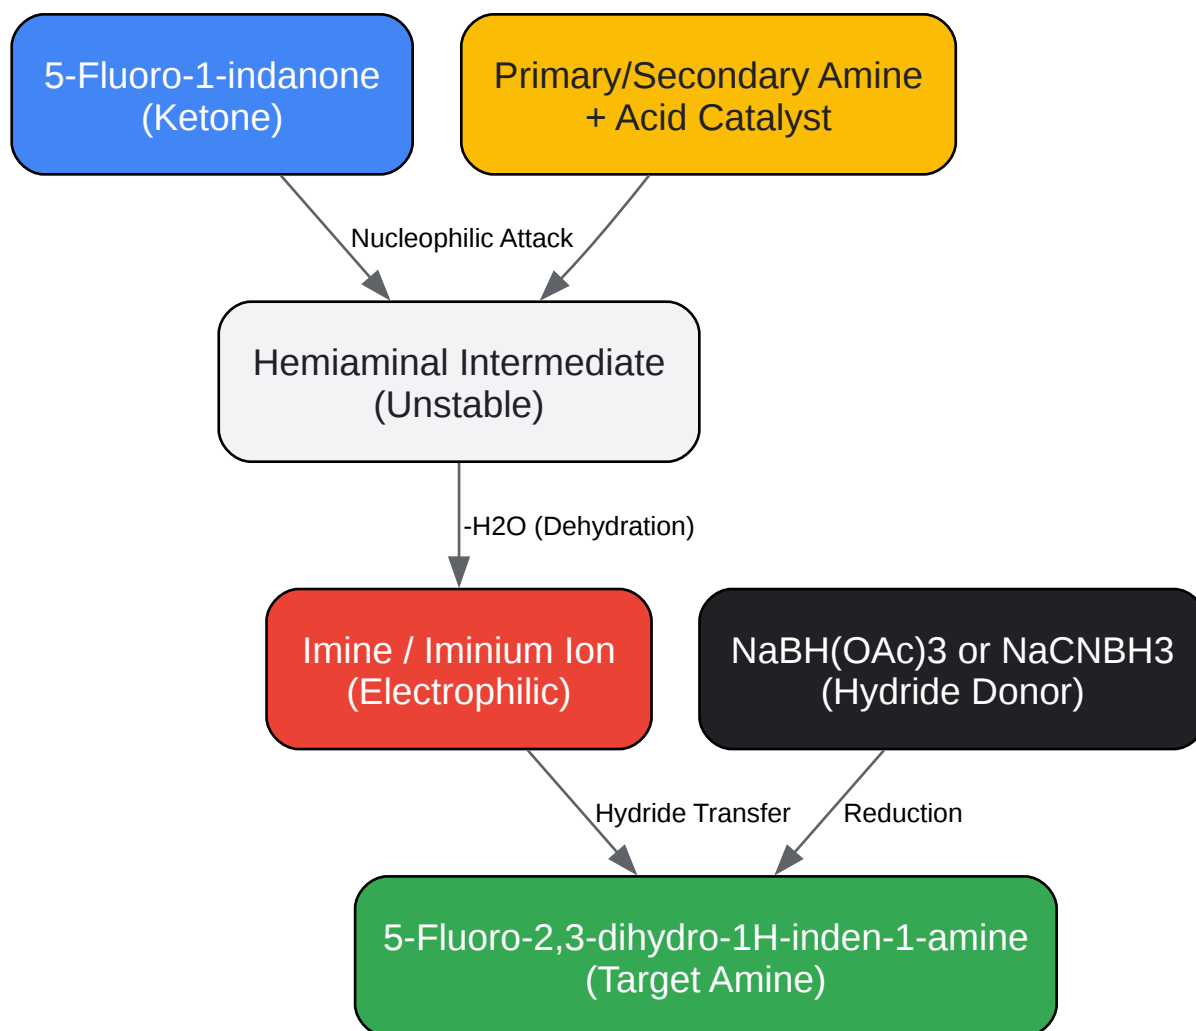 5-Fluoro-1-indanone
(Ketone)
Primary/Secondary Amine
+ Acid Catalyst
Nucleophilic Attack
Hemiaminal Intermediate
(Unstable)
-H2O (Dehydration)
Imine / Iminium Ion
(Electrophilic)
NaBH(OAc)3 or NaCNBH3
(Hydride Donor)
Hydride Transfer
Reduction
5-Fluoro-2,3-dihydro-1H-inden-1-amine
(Target Amine)